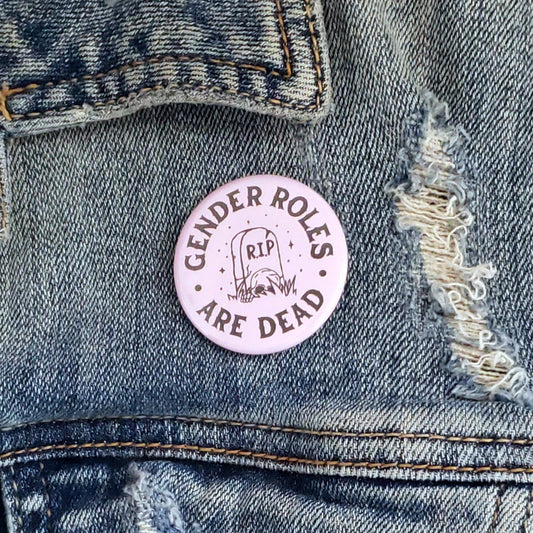 GENDER ROLES
R.I.P
ARE DEAD